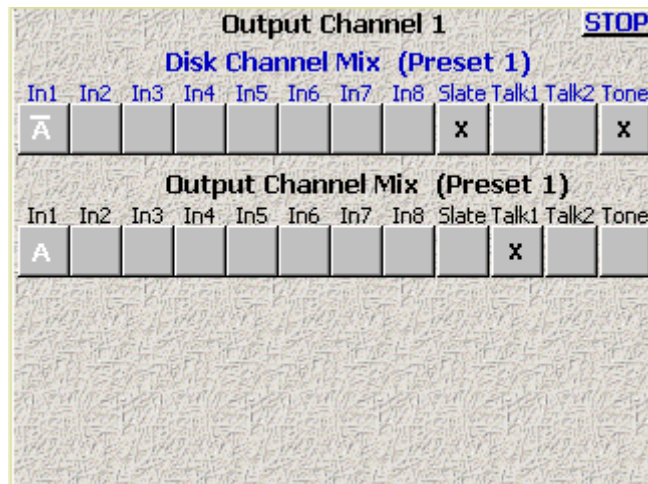 Output Channel 1 STOP
Disk Channel Mix (Preset 1)
In1 In2 In3 In4 In5 In6 In7 In8 Slate Talk1 Talk2 Tone
A̅ X X
Output Channel Mix (Preset 1)
In1 In2 In3 In4 In5 In6 In7 In8 Slate Talk1 Talk2 Tone
A X